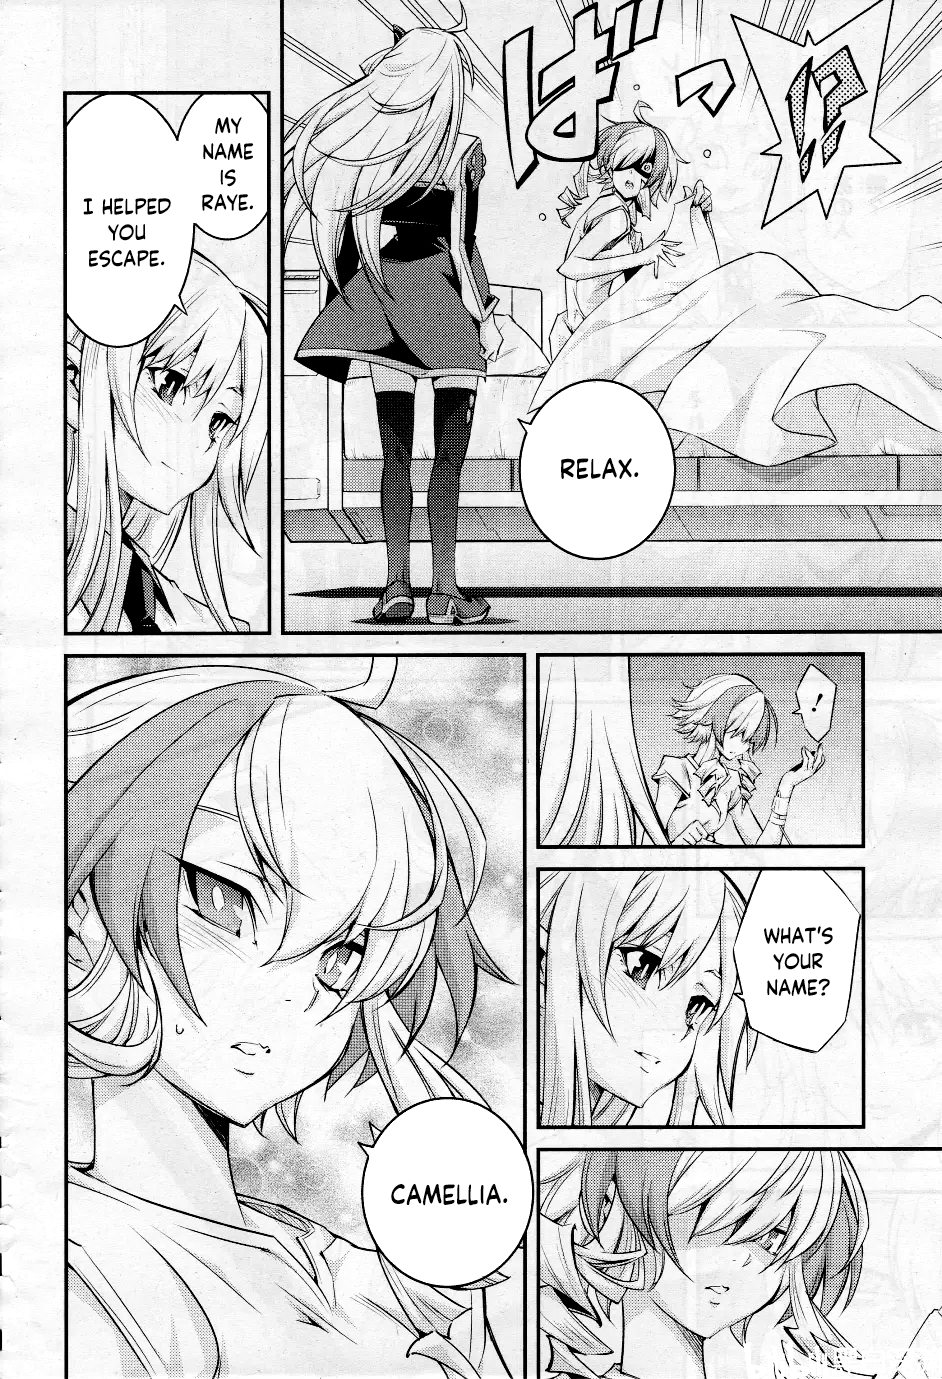 !?
ばっ
RELAX.
MY
NAME
IS
RAYE.
I HELPED
YOU
ESCAPE.
!
WHAT'S
YOUR
NAME?
CAMELLIA.